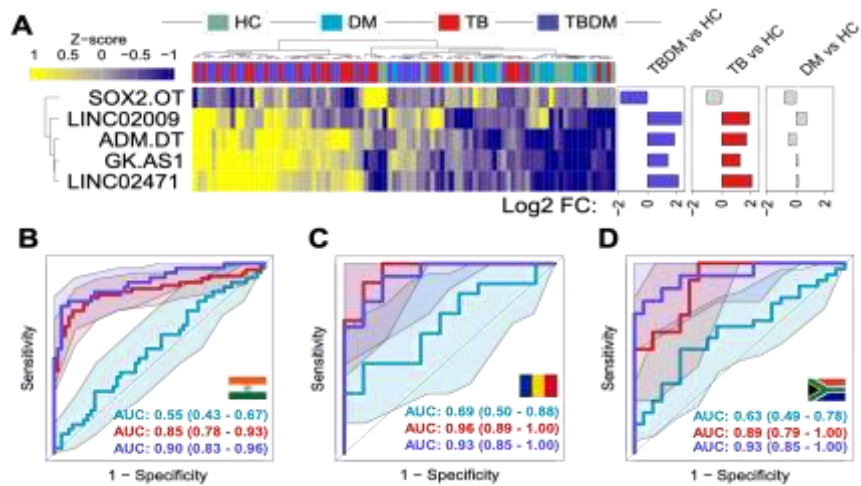 A
HC DM TB TBDM
Z-score
1 0.5 0 -0.5 -1
TBDM vs HC
TB vs HC
DM vs HC
SOX2.OT
LINC02009
ADM.DT
GK.AS1
LINC02471
Log2 FC:
-2 0 2 -2 0 2 -2 0 2
B
Sensitivity
AUC: 0.55 (0.43 - 0.67)
AUC: 0.85 (0.78 - 0.93)
AUC: 0.90 (0.83 - 0.96)
1 - Specificity
C
Sensitivity
AUC: 0.69 (0.50 - 0.88)
AUC: 0.96 (0.89 - 1.00)
AUC: 0.93 (0.85 - 1.00)
1 - Specificity
D
Sensitivity
AUC: 0.63 (0.49 - 0.78)
AUC: 0.89 (0.79 - 1.00)
AUC: 0.93 (0.85 - 1.00)
1 - Specificity